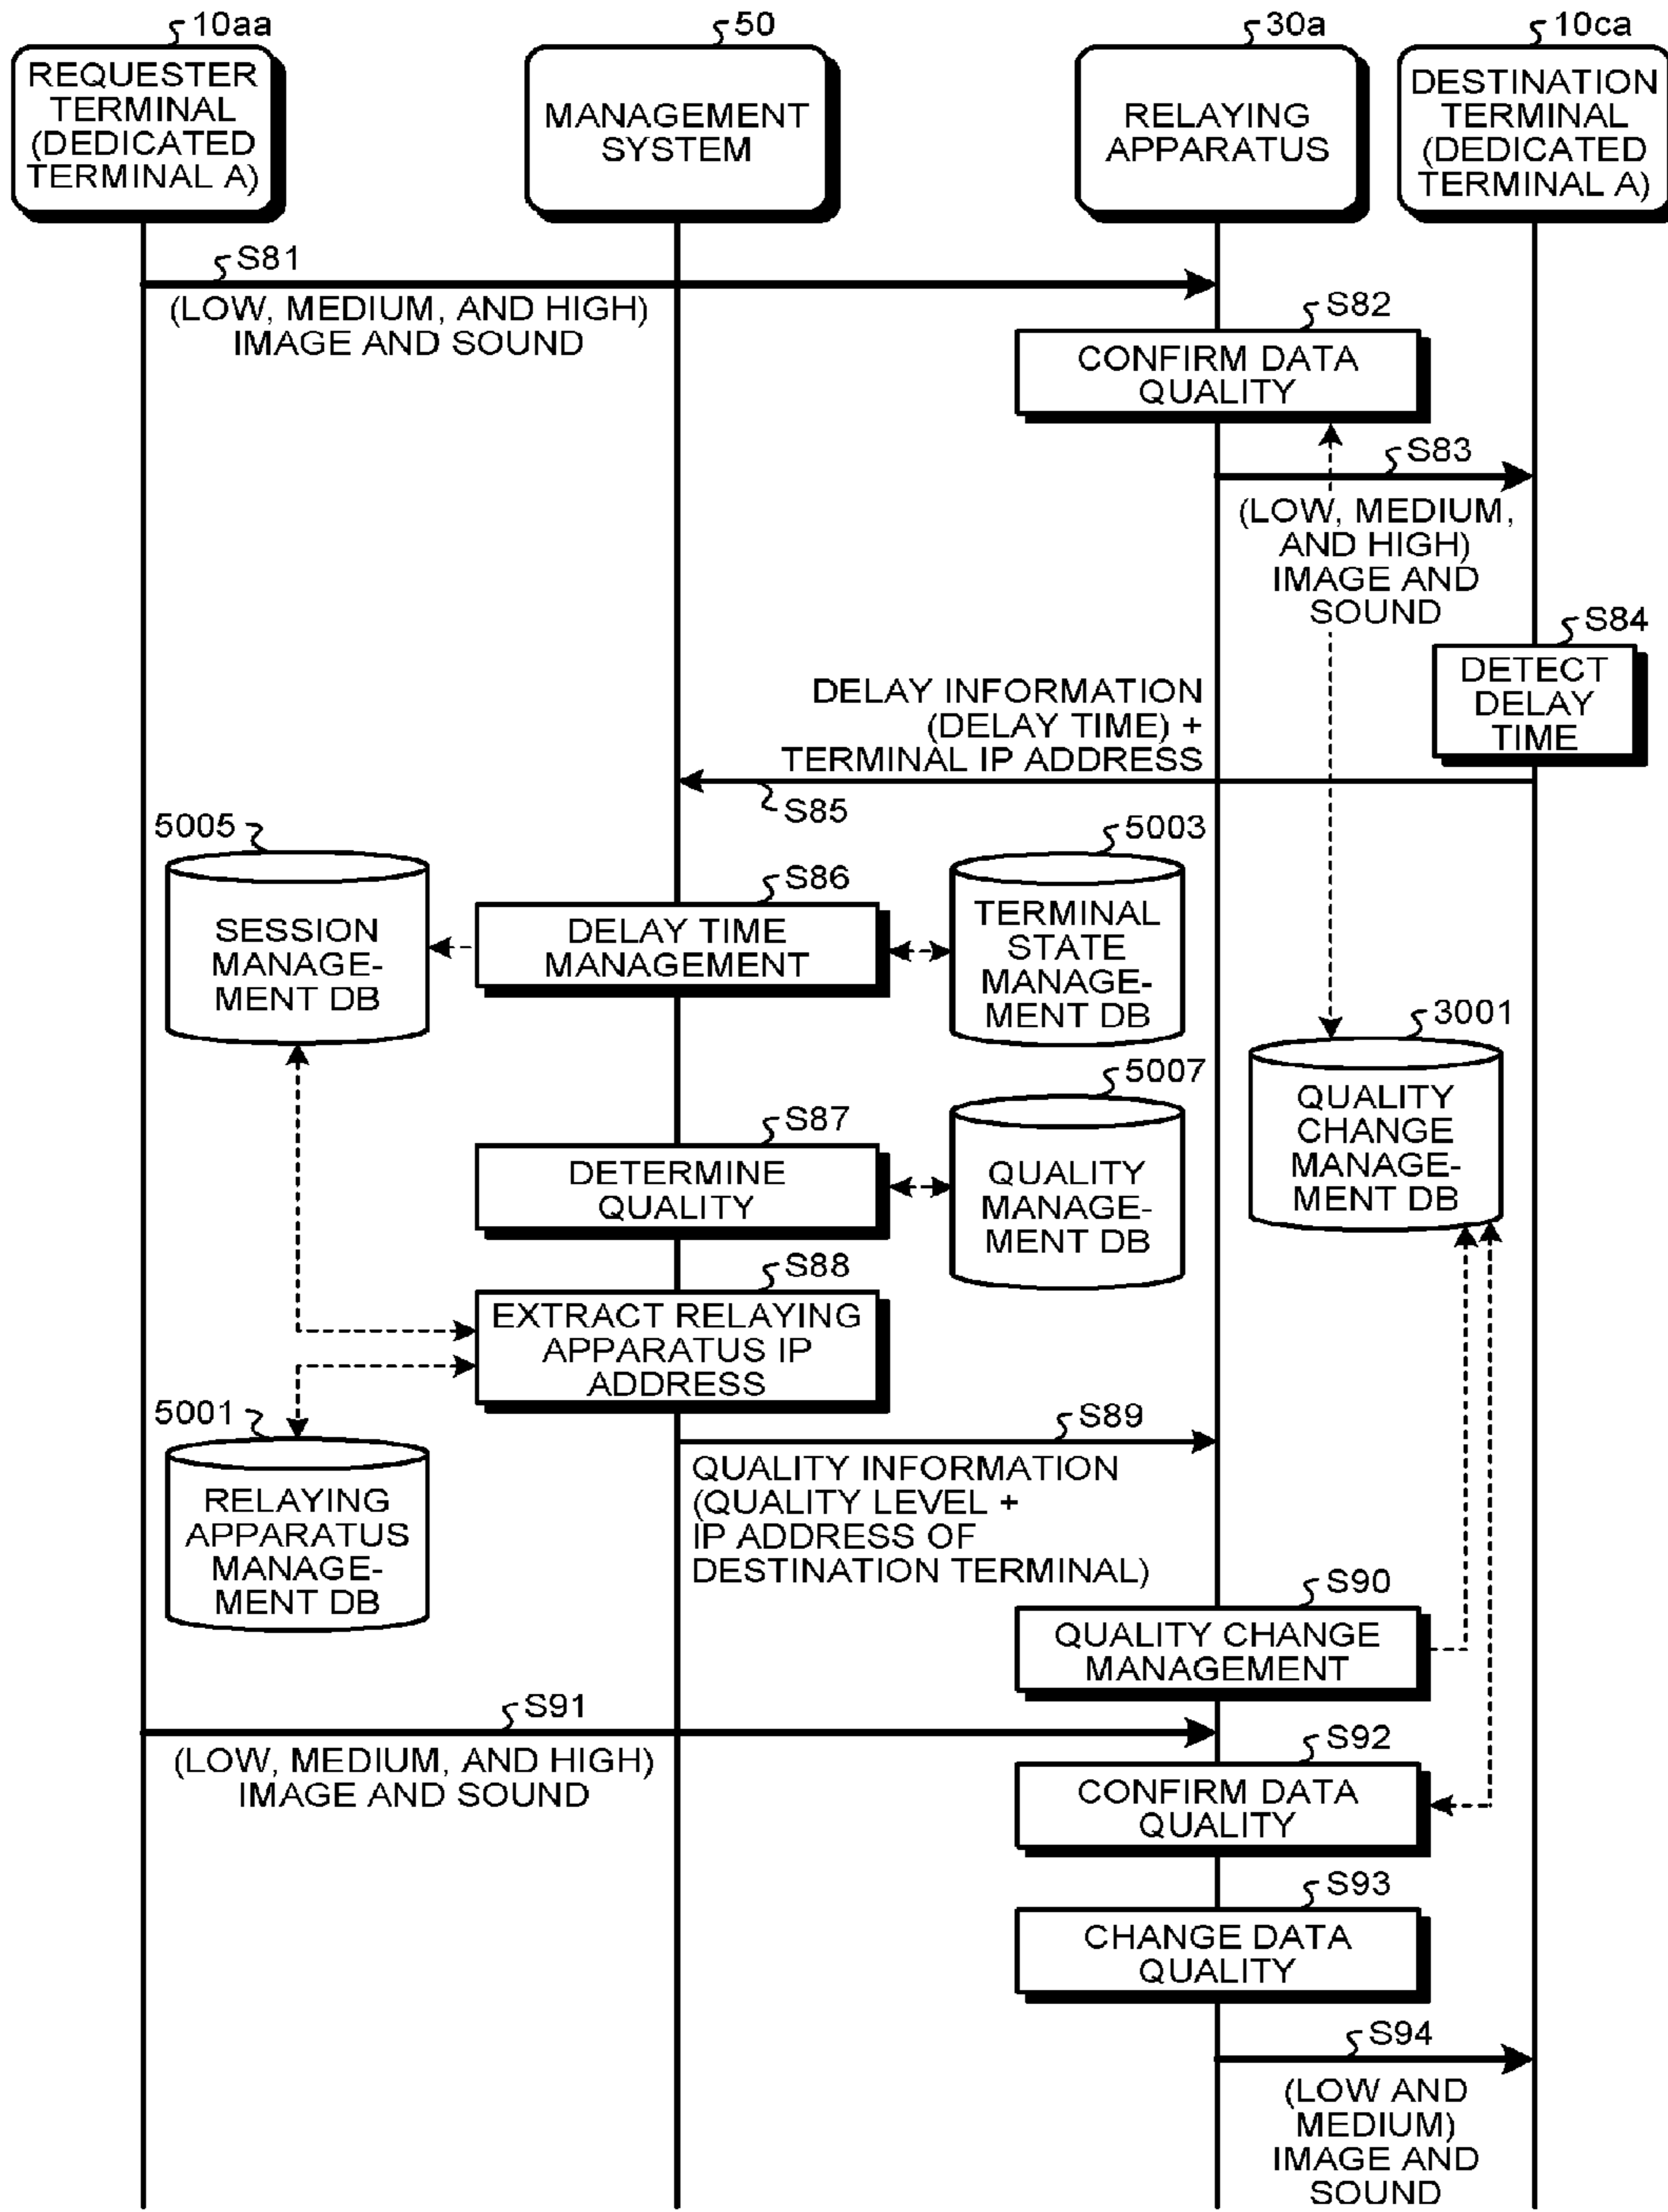 10aa
50
30a
10ca
REQUESTER
TERMINAL
(DEDICATED
TERMINAL A)
MANAGEMENT
SYSTEM
RELAYING
APPARATUS
DESTINATION
TERMINAL
(DEDICATED
TERMINAL A)
S81
(LOW, MEDIUM, AND HIGH)
IMAGE AND SOUND
S82
CONFIRM DATA
QUALITY
S83
(LOW, MEDIUM,
AND HIGH)
IMAGE AND
SOUND
S84
DETECT
DELAY
TIME
DELAY INFORMATION
(DELAY TIME) +
TERMINAL IP ADDRESS
S85
5005
SESSION
MANAGE-
MENT DB
S86
DELAY TIME
MANAGEMENT
5003
TERMINAL
STATE
MANAGE-
MENT DB
3001
QUALITY
CHANGE
MANAGE-
MENT DB
S87
DETERMINE
QUALITY
5007
QUALITY
MANAGE-
MENT DB
S88
EXTRACT RELAYING
APPARATUS IP
ADDRESS
5001
RELAYING
APPARATUS
MANAGE-
MENT DB
S89
QUALITY INFORMATION
(QUALITY LEVEL +
IP ADDRESS OF
DESTINATION TERMINAL)
S90
QUALITY CHANGE
MANAGEMENT
S91
(LOW, MEDIUM, AND HIGH)
IMAGE AND SOUND
S92
CONFIRM DATA
QUALITY
S93
CHANGE DATA
QUALITY
S94
(LOW AND
MEDIUM)
IMAGE AND
SOUND